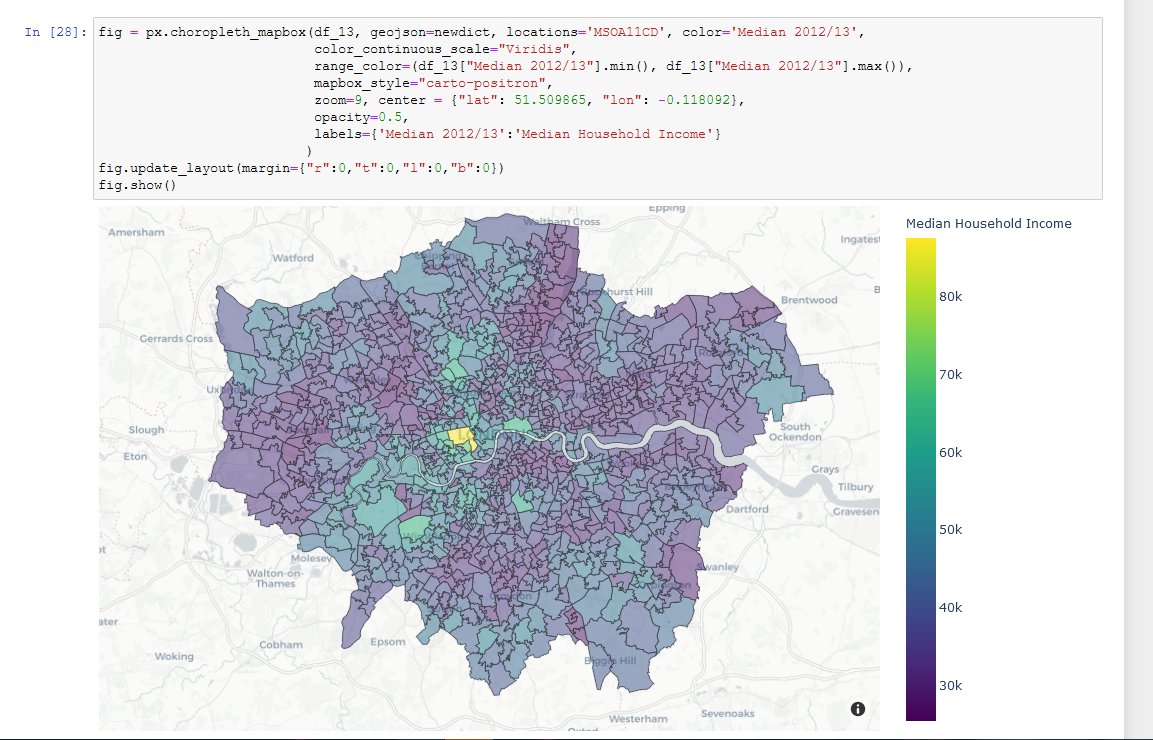 In [28]:
fig = px.choropleth_mapbox(df_13, geojson=newdict, locations='MSOA11CD', color='Median 2012/13',
color_continuous_scale="Viridis",
range_color=(df_13["Median 2012/13"].min(), df_13["Median 2012/13"].max()),
mapbox_style="carto-positron",
zoom=9, center = {"lat": 51.509865, "lon": -0.118092},
opacity=0.5,
labels={'Median 2012/13':'Median Household Income'}
)
fig.update_layout(margin={"r":0,"t":0,"l":0,"b":0})
fig.show()
Epping
Waltham Cross
Amersham
Ingatest
Watford
Brentwood
Gerrards Cross
Slough
South
Ockendon
Eton
Grays
Tilbury
Dartford
Gravesen
Molesey
Swanley
Walton-on-
Thames
Cobham
Epsom
Woking
Biggin Hill
Westerham
Sevenoaks
Median Household Income
80k
70k
60k
50k
40k
30k